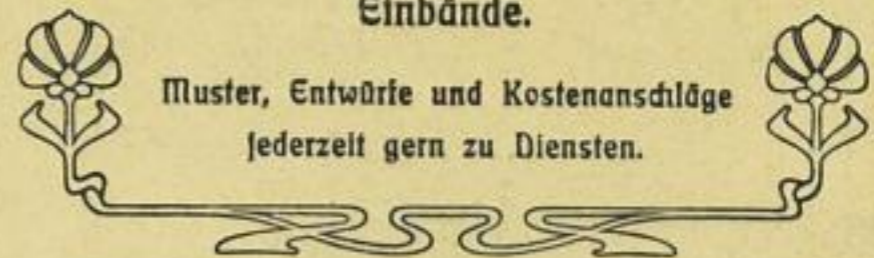 Einbände.
Muster, Entwürfe und Kostenanschläge
jederzeit gern zu Diensten.